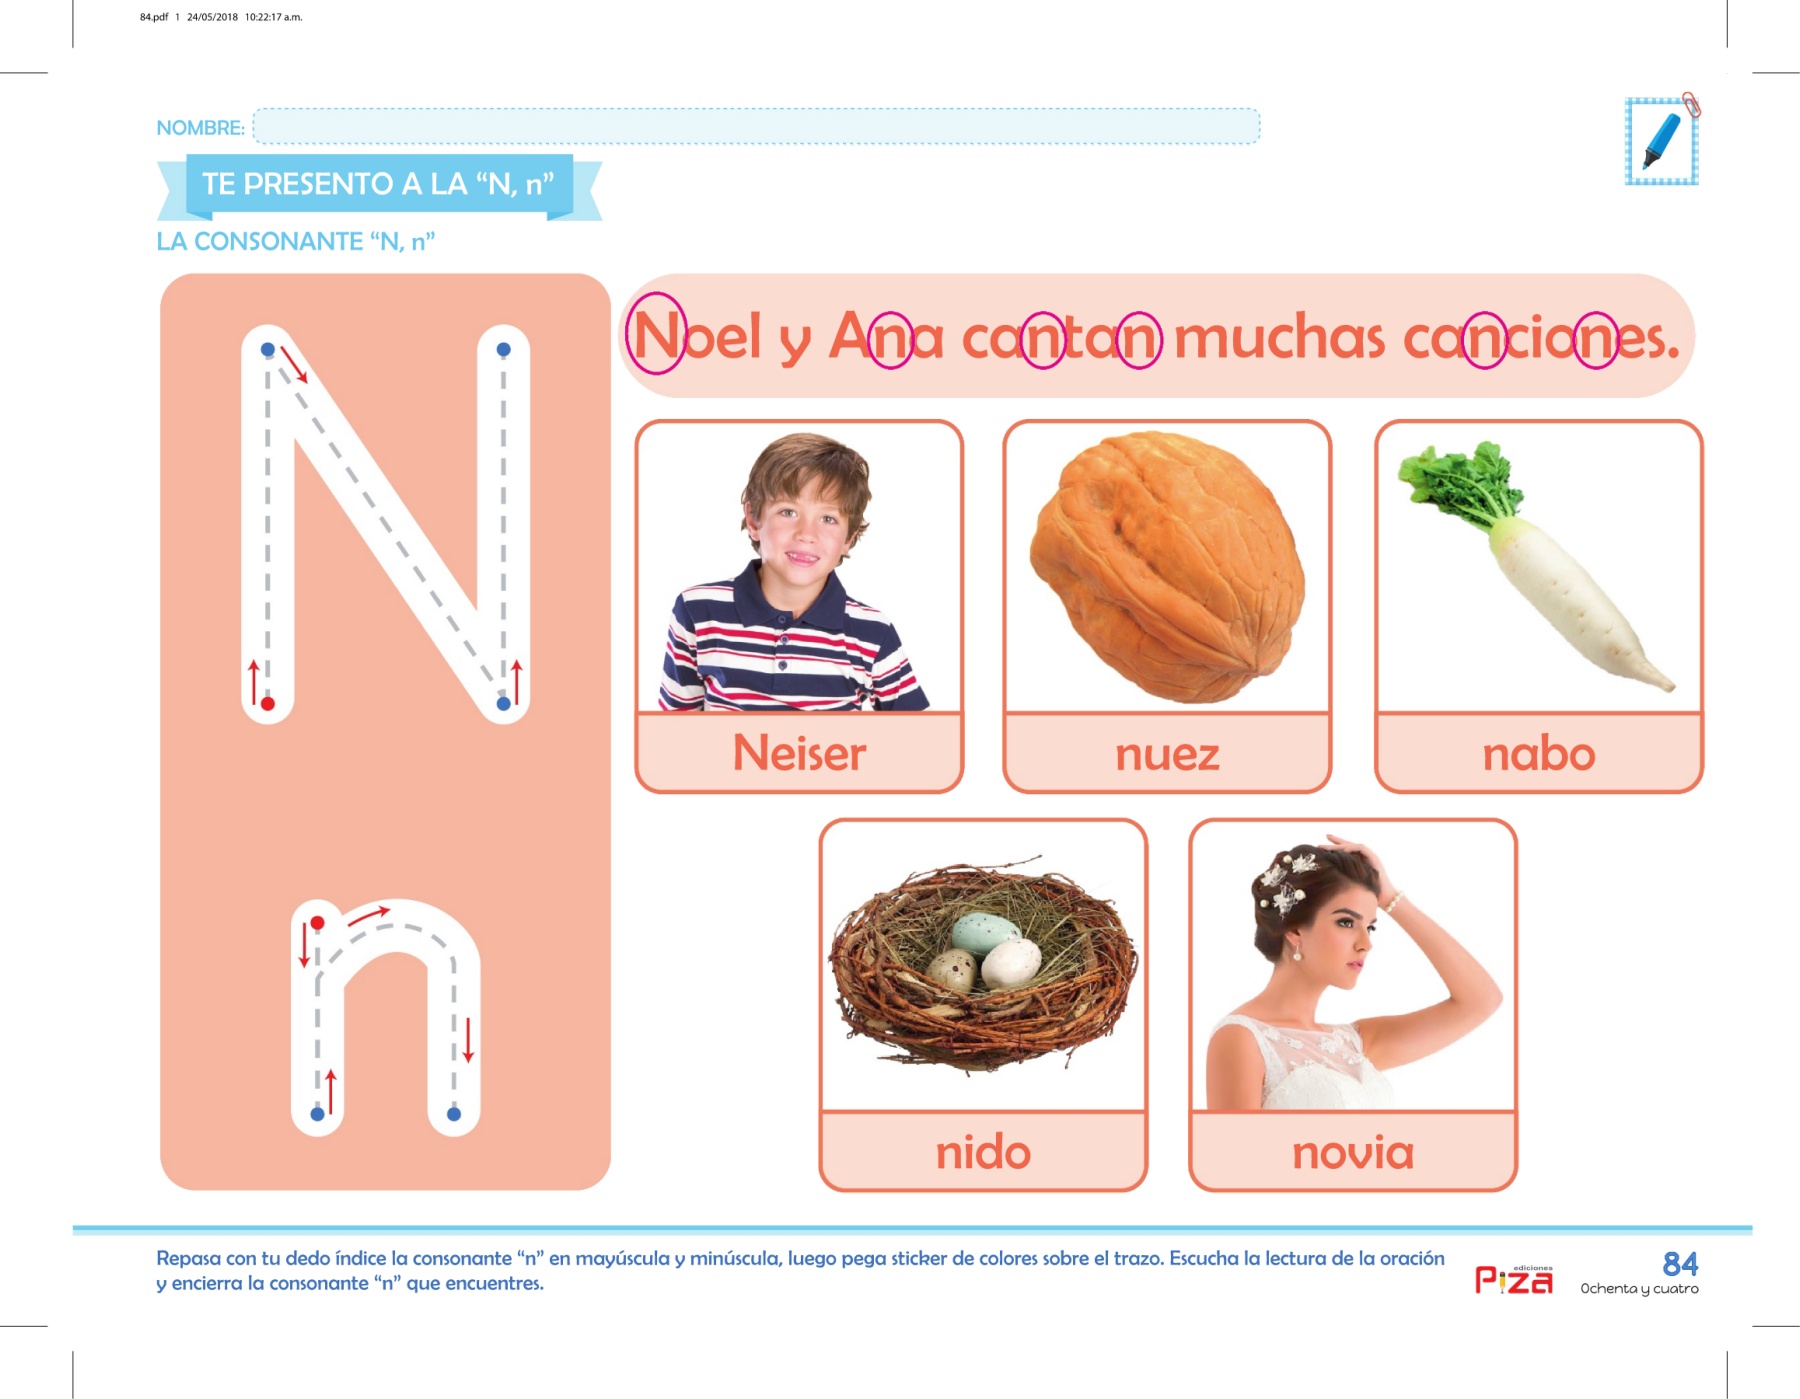 84.pdf 1 24/05/2018 10:22:17 a.m.
NOMBRE:
TE PRESENTO A LA “N, n”
LA CONSONANTE “N, n”
Noel y Ana cantan muchas canciones.
N
n
Neiser
nuez
nabo
nido
novia
Repasa con tu dedo índice la consonante “n” en mayúscula y minúscula, luego pega sticker de colores sobre el trazo. Escucha la lectura de la oración
y encierra la consonante “n” que encuentres.
ediciones
Piza
84
Ochenta y cuatro